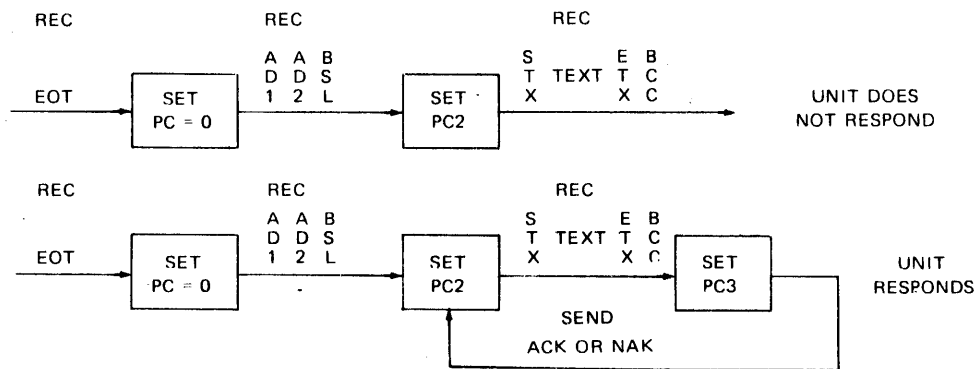 REC REC REC
A A B
D D S
1 2 L
S E B
T TEXT T C
X X C
EOT
SET
PC = 0
SET
PC2
UNIT DOES
NOT RESPOND
REC REC REC
A A B
D D S
1 2 L
S E B
T TEXT T C
X X C
EOT
SET
PC = 0
SET
PC2
SET
PC3
UNIT
RESPONDS
SEND
ACK OR NAK